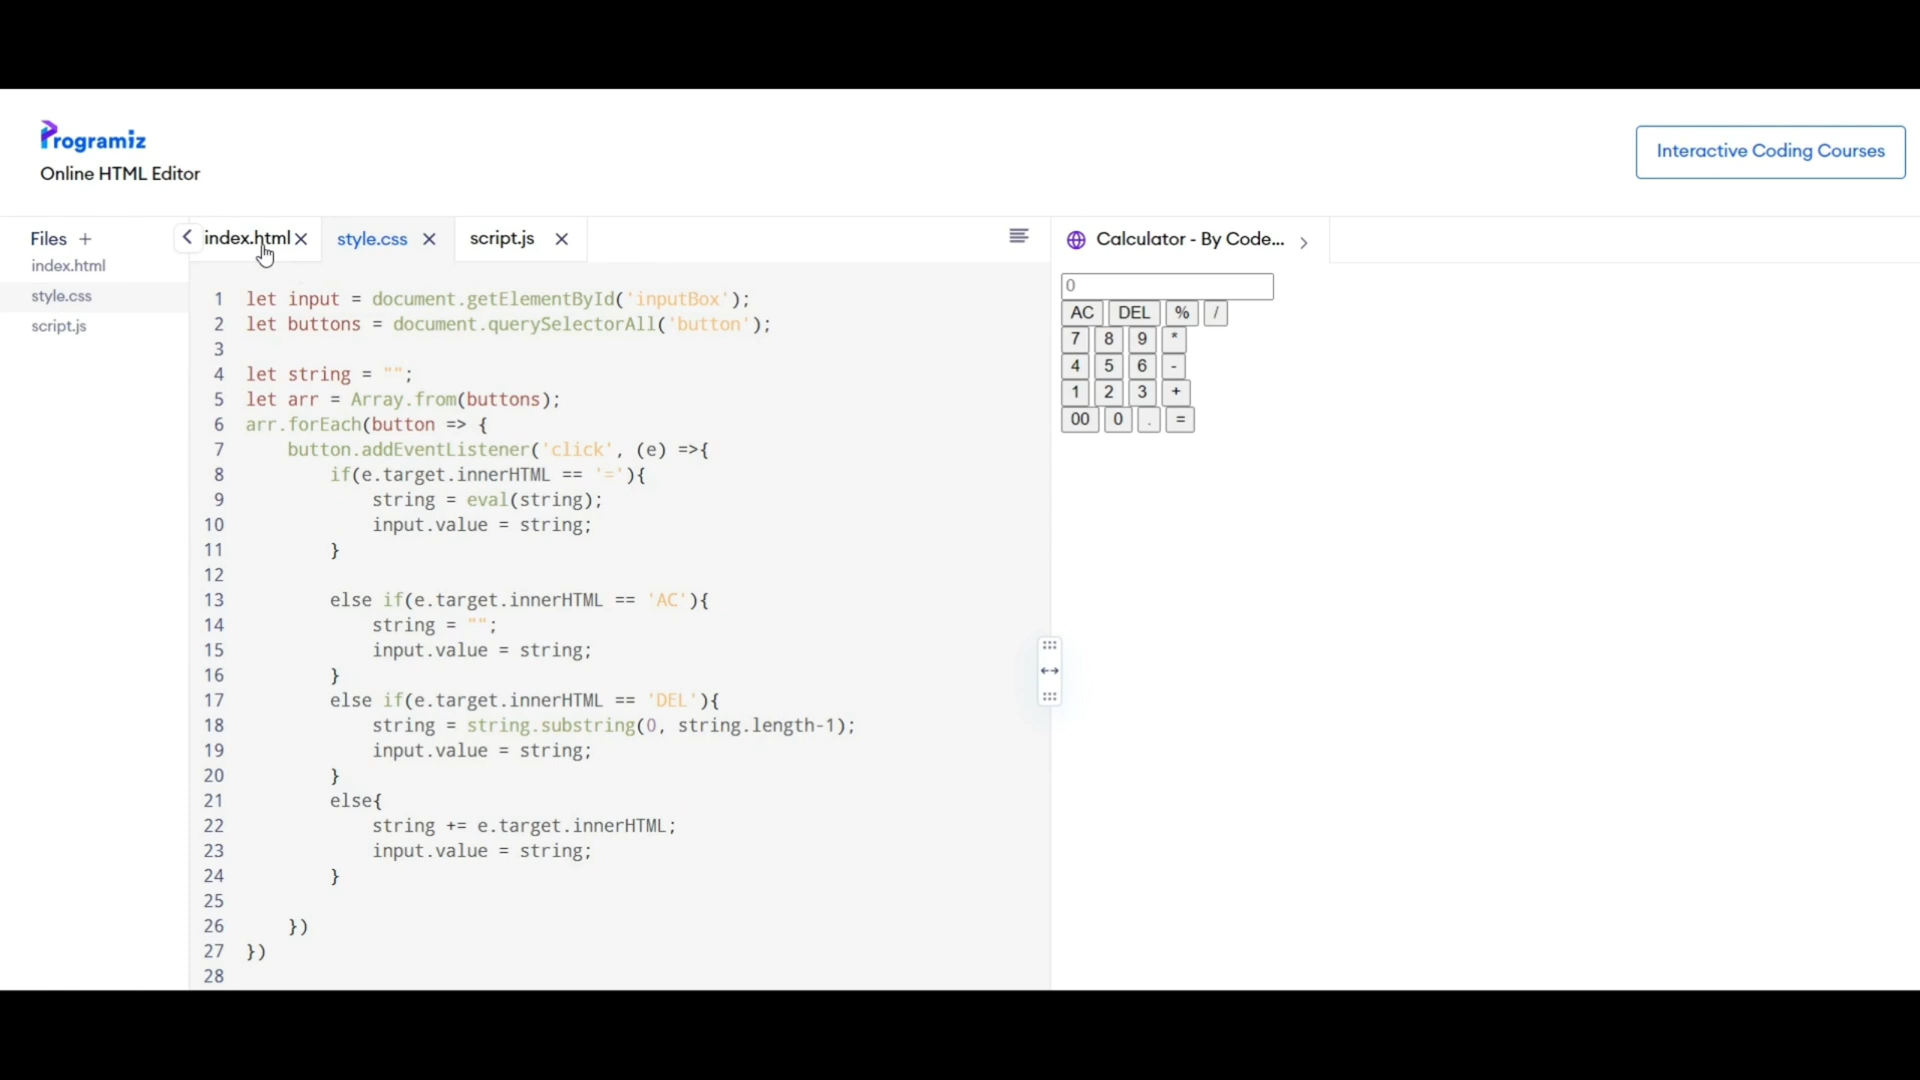 Programiz
Online HTML Editor
Interactive Coding Courses
Files +
index.html
style.css
script.js
index.html
style.css
script.js
Calculator - By Code...
1 let input = document.getElementById('inputBox');
2 let buttons = document.querySelectorAll('button');
3
4 let string = "";
5 let arr = Array.from(buttons);
6 arr.forEach(button => {
7     button.addEventListener('click', (e) =>{
8         if(e.target.innerHTML == '='){
9             string = eval(string);
10             input.value = string;
11         }
12
13         else if(e.target.innerHTML == 'AC'){
14             string = "";
15             input.value = string;
16         }
17         else if(e.target.innerHTML == 'DEL'){
18             string = string.substring(0, string.length-1);
19             input.value = string;
20         }
21         else{
22             string += e.target.innerHTML;
23             input.value = string;
24         }
25
26     })
27 })
28
0
AC DEL % /
7 8 9 *
4 5 6 -
1 2 3 +
00 0 . =